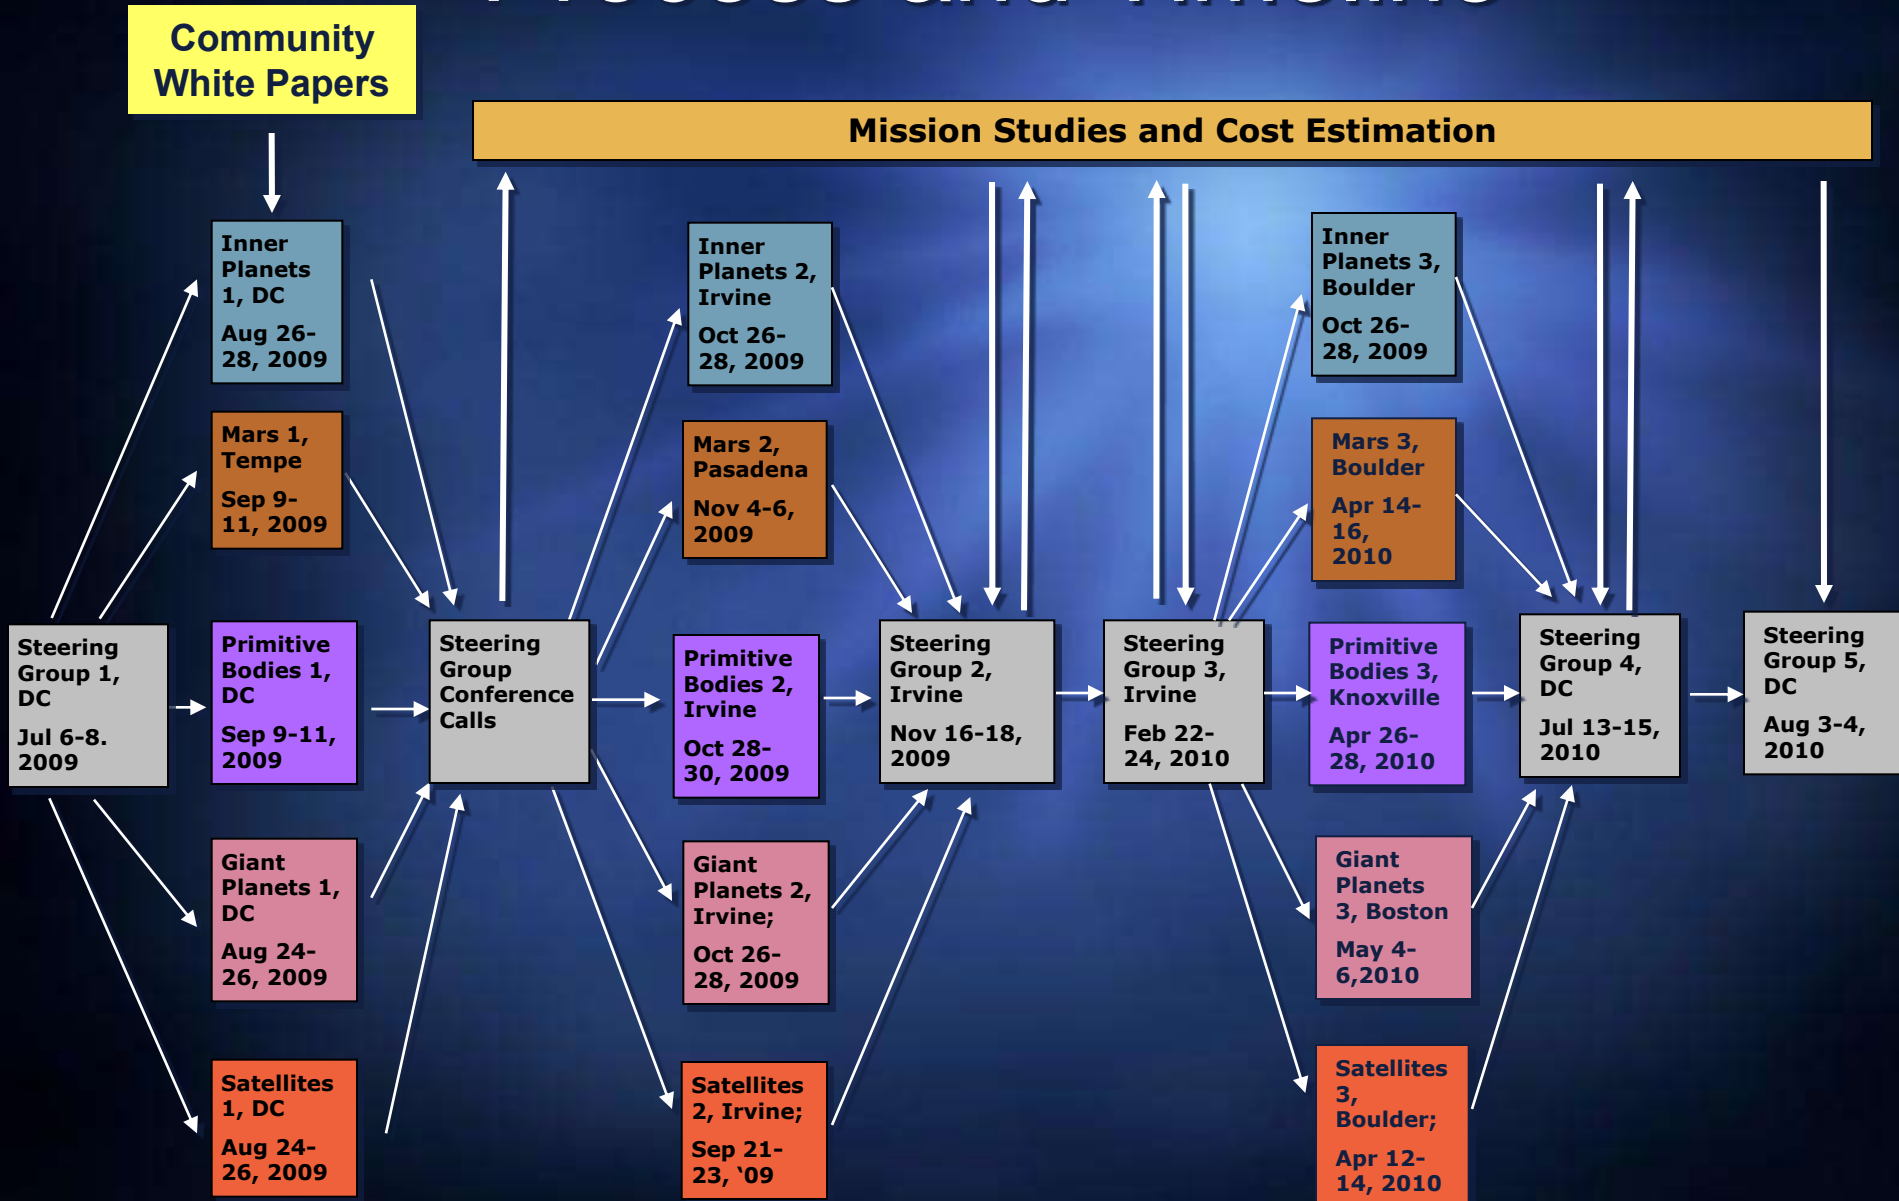 Process and Timeline
Community
White Papers
Mission Studies and Cost Estimation
Inner
Planets
1, DC
Aug 26-
28, 2009
Mars 1,
Tempe
Sep 9-
11, 2009
Steering
Group 1,
DC
Jul 6-8.
2009
Primitive
Bodies 1,
DC
Sep 9-11,
2009
Giant
Planets 1,
DC
Aug 24-
26, 2009
Satellites
1, DC
Aug 24-
26, 2009
Steering
Group
Conference
Calls
Inner
Planets 2,
Irvine
Oct 26-
28, 2009
Mars 2,
Pasadena
Nov 4-6,
2009
Primitive
Bodies 2,
Irvine
Oct 28-
30, 2009
Giant
Planets 2,
Irvine;
Oct 26-
28, 2009
Satellites
2, Irvine;
Sep 21-
23, ‘09
Steering
Group 2,
Irvine
Nov 16-18,
2009
Steering
Group 3,
Irvine
Feb 22-
24, 2010
Inner
Planets 3,
Boulder
Oct 26-
28, 2009
Mars 3,
Boulder
Apr 14-
16,
2010
Primitive
Bodies 3,
Knoxville
Apr 26-
28, 2010
Giant
Planets
3, Boston
May 4-
6,2010
Satellites
3,
Boulder;
Apr 12-
14, 2010
Steering
Group 4,
DC
Jul 13-15,
2010
Steering
Group 5,
DC
Aug 3-4,
2010